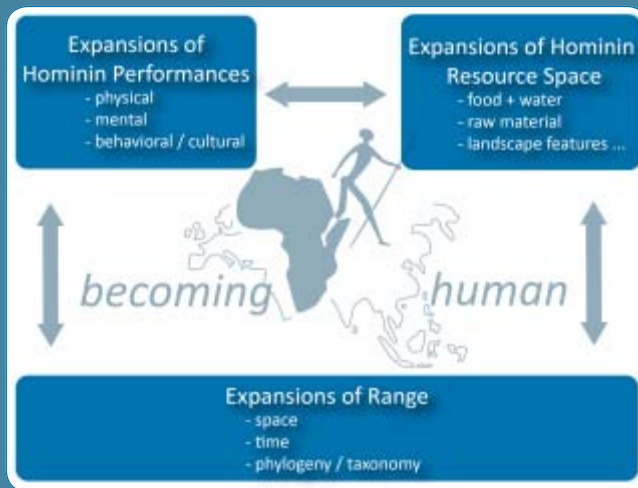 Expansions of
Hominin Performances
- physical
- mental
- behavioral / cultural
Expansions of Hominin
Resource Space
- food + water
- raw material
- landscape features ...
becoming human
Expansions of Range
- space
- time
- phylogeny / taxonomy